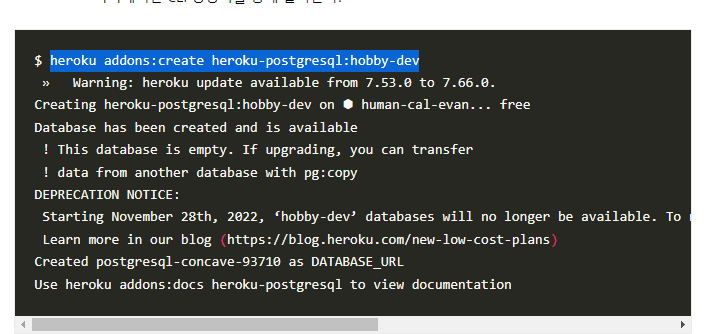 $ heroku addons:create heroku-postgresql:hobby-dev
» Warning: heroku update available from 7.53.0 to 7.66.0.
Creating heroku-postgresql:hobby-dev on ⬢ human-cal-evan... free
Database has been created and is available
! This database is empty. If upgrading, you can transfer
! data from another database with pg:copy
DEPRECATION NOTICE:
Starting November 28th, 2022, ‘hobby-dev’ databases will no longer be available. To
Learn more in our blog (https://blog.heroku.com/new-low-cost-plans)
Created postgresql-concave-93710 as DATABASE_URL
Use heroku addons:docs heroku-postgresql to view documentation